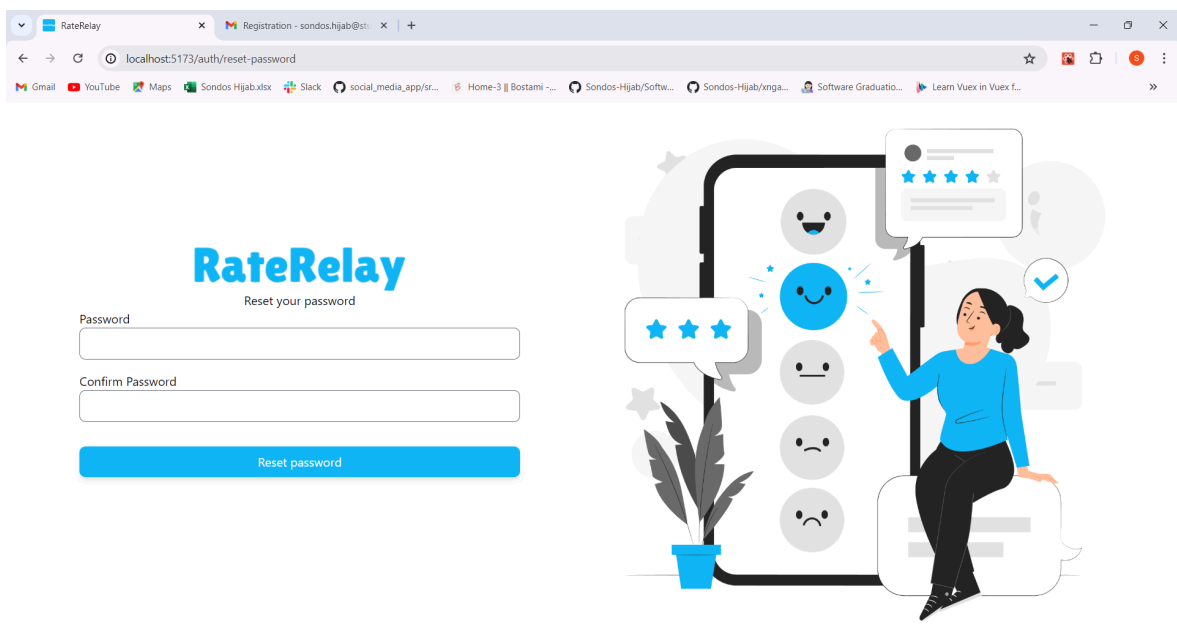 RateRelay
Registration - sondos.hijab@stu
localhost:5173/auth/reset-password
S
Gmail
YouTube
Maps
Sondos Hijab.xlsx
Slack
social_media_app/sr...
Home-3 || Bostami -...
Sondos-Hijab/Softw...
Sondos-Hijab/xnga...
Software Graduatio...
Learn Vuex in Vuex f...
RateRelay
Reset your password
Password
Confirm Password
Reset password